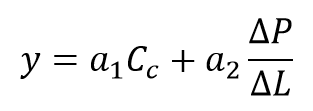 y = a₁C_c + a₂ ΔP/ΔL